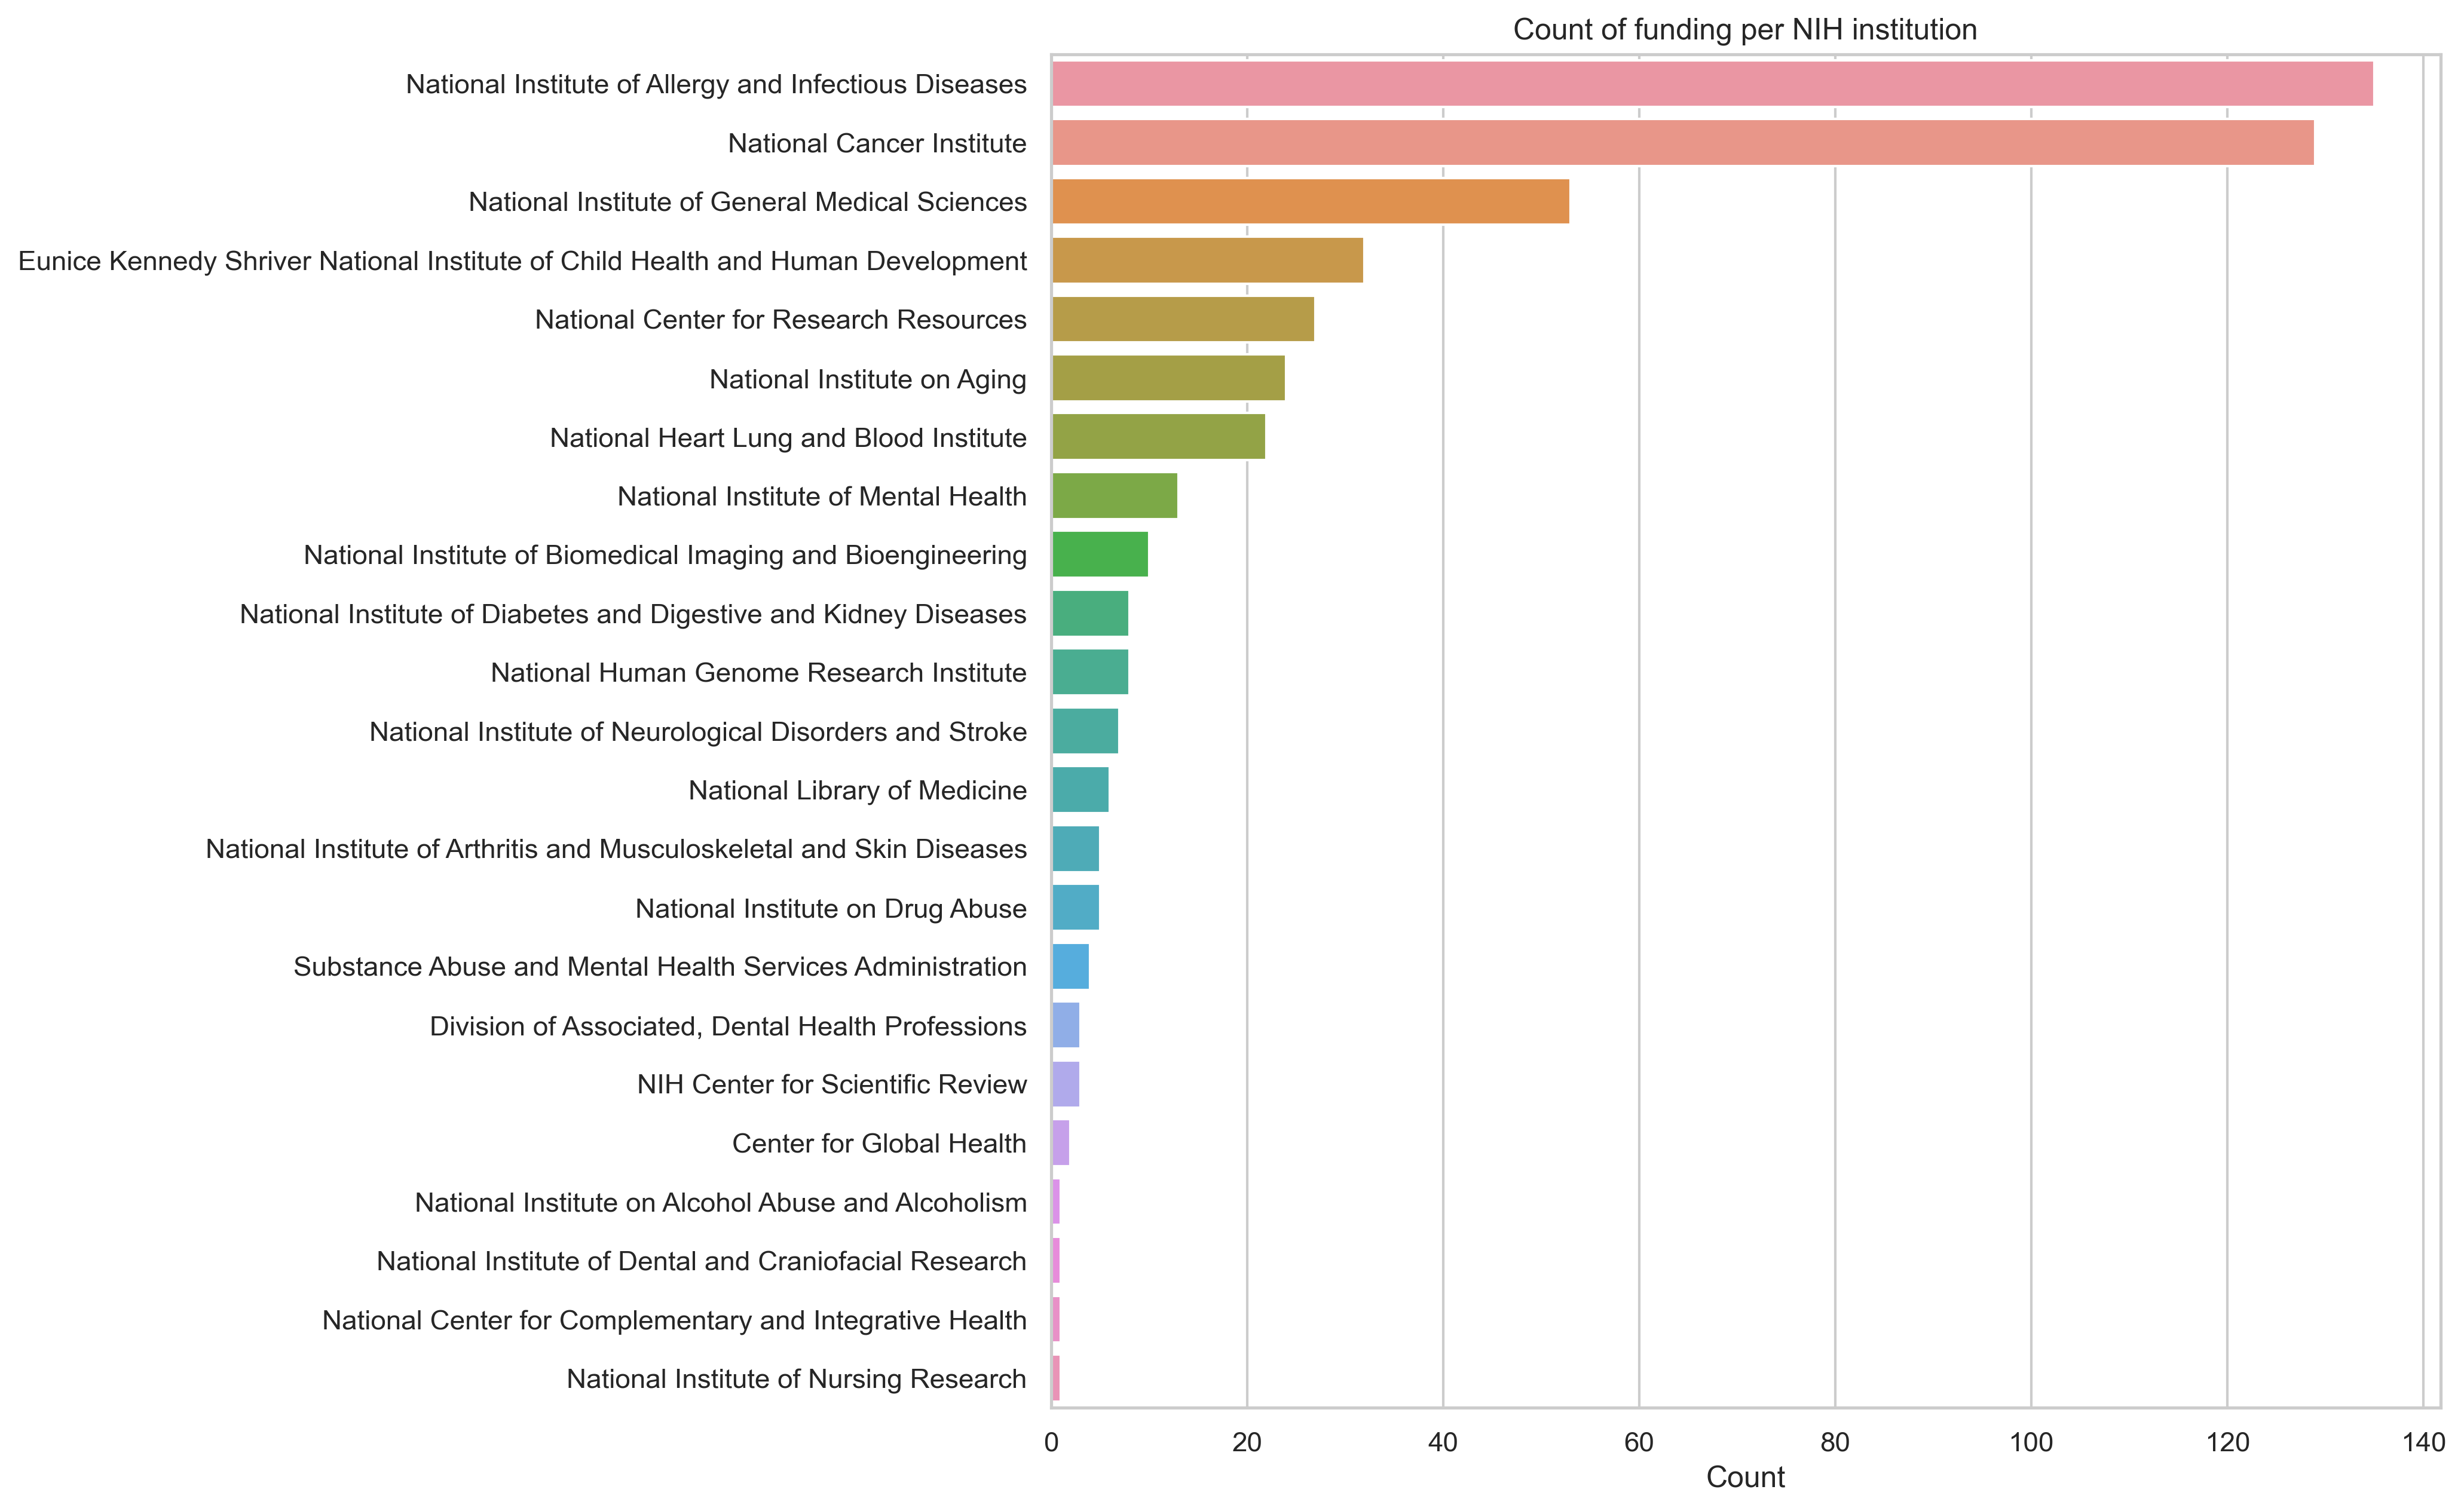 Count of funding per NIH institution
National Institute of Allergy and Infectious Diseases
National Cancer Institute
National Institute of General Medical Sciences
Eunice Kennedy Shriver National Institute of Child Health and Human Development
National Center for Research Resources
National Institute on Aging
National Heart Lung and Blood Institute
National Institute of Mental Health
National Institute of Biomedical Imaging and Bioengineering
National Institute of Diabetes and Digestive and Kidney Diseases
National Human Genome Research Institute
National Institute of Neurological Disorders and Stroke
National Library of Medicine
National Institute of Arthritis and Musculoskeletal and Skin Diseases
National Institute on Drug Abuse
Substance Abuse and Mental Health Services Administration
Division of Associated, Dental Health Professions
NIH Center for Scientific Review
Center for Global Health
National Institute on Alcohol Abuse and Alcoholism
National Institute of Dental and Craniofacial Research
National Center for Complementary and Integrative Health
National Institute of Nursing Research
0 20 40 60 80 100 120 140
Count